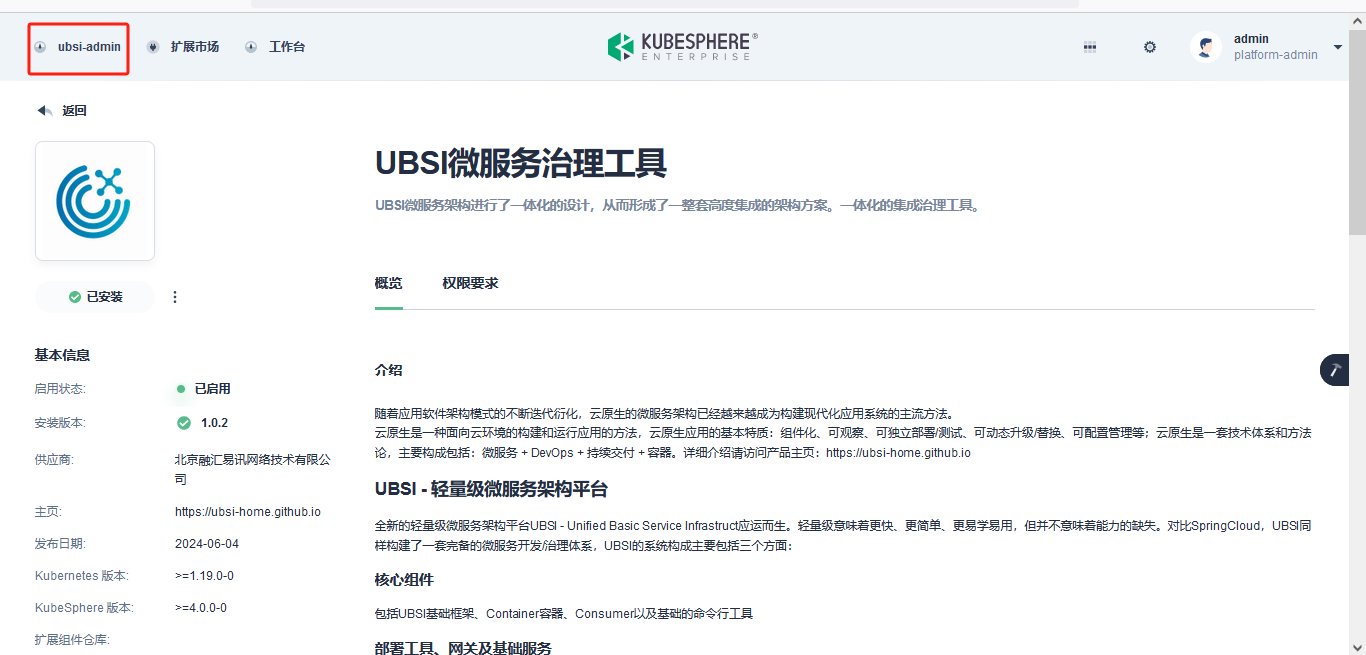 ubsi-admin
扩展市场
工作台
KUBESPHERE®
ENTERPRISE
admin
platform-admin
返回
已安装
基本信息
启用状态:
已启用
安装版本:
1.0.2
供应商:
北京融汇易讯网络技术有限公
司
主页:
https://ubsi-home.github.io
发布日期:
2024-06-04
Kubernetes 版本:
>=1.19.0-0
KubeSphere 版本:
>=4.0.0-0
扩展组件仓库:
UBSI微服务治理工具
UBSI微服务架构进行了一体化的设计，从而形成了一整套高度集成的架构方案。一体化的集成治理工具。
概览
权限要求
介绍
随着应用软件架构模式的不断迭代衍化，云原生的微服务架构已经越来越成为构建现代化应用系统的主流方法。
云原生是一种面向云环境的构建和运行应用的方法，云原生应用的基本特质：组件化、可观察、可独立部署/测试、可动态升级/替换、可配置管理等；云原生是一套技术体系和方法
论，主要构成包括：微服务 + DevOps + 持续交付 + 容器。详细介绍请访问产品主页：https://ubsi-home.github.io
UBSI - 轻量级微服务架构平台
全新的轻量级微服务架构平台UBSI - Unified Basic Service Infrastruct应运而生。轻量级意味着更快、更简单、更易学易用，但并不意味着能力的缺失。对比SpringCloud，UBSI同
样构建了一套完备的微服务开发/治理体系，UBSI的系统构成主要包括三个方面：
核心组件
包括UBSI基础框架、Container容器、Consumer以及基础的命令行工具
部署工具、网关及基础服务